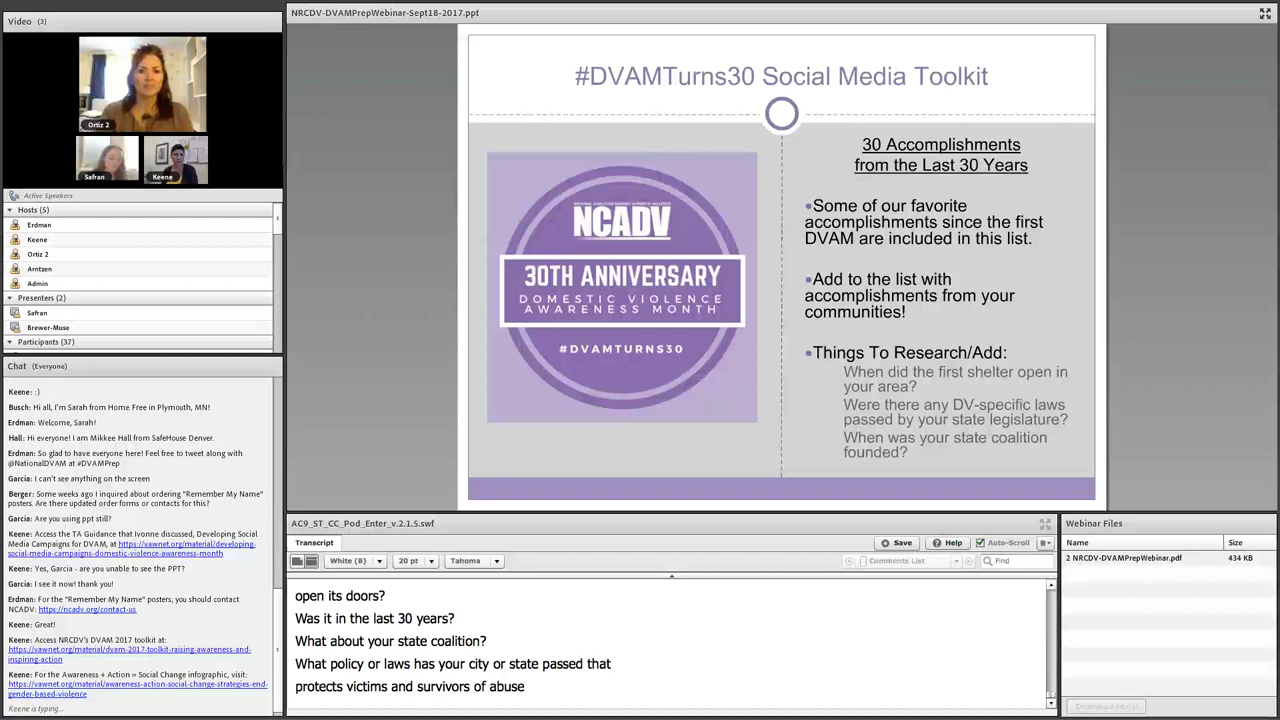 Video (3)
Ortiz 2
Safran
Keene
Active Speakers
Hosts (5)
Erdman
Keene
Ortiz 2
Arntzen
Admin
Presenters (2)
Safran
Brewer-Muse
Participants (37)
Chat (Everyone)
Keene: :)
Busch: Hi all, I'm Sarah from Home Free in Plymouth, MN!
Erdman: Welcome, Sarah!
Hall: Hi everyone! I am Mikkee Hall from SafeHouse Denver.
Erdman: So glad to have everyone here! Feel free to tweet along with
@NationalDVAM at #DVAMPrep
Garcia: I can't see anything on the screen
Berger: Some weeks ago I inquired about ordering "Remember My Name"
posters. Are there updated order forms or contacts for this?
Garcia: Are you using ppt still?
Keene: Access the TA Guidance that Ivonne discussed, Developing Social
Media Campaigns for DVAM, at https://vawnet.org/material/developing-
social-media-campaigns-domestic-violence-awareness-month
Keene: Yes, Garcia - are you unable to see the PPT?
Garcia: I see it now! thank you!
Erdman: For the "Remember My Name" posters, you should contact
NCADV: https://ncadv.org/contact-us
Keene: Great!
Keene: Access NRCDV's DVAM 2017 toolkit at:
https://vawnet.org/material/dvam-2017-toolkit-raising-awareness-and-
inspiring-action
Keene: For the Awareness + Action = Social Change infographic, visit:
https://vawnet.org/material/awareness-action-social-change-strategies-end-
gender-based-violence
Keene is typing...
NRCDV-DVAMPrepWebinar-Sept18-2017.ppt
#DVAMTurns30 Social Media Toolkit
NCADV
30TH ANNIVERSARY
DOMESTIC VIOLENCE
AWARENESS MONTH
#DVAMTURNS30
30 Accomplishments
from the Last 30 Years
•Some of our favorite
accomplishments since the first
DVAM are included in this list.
•Add to the list with
accomplishments from your
communities!
•Things To Research/Add:
When did the first shelter open in
your area?
Were there any DV-specific laws
passed by your state legislature?
When was your state coalition
founded?
AC9_ST_CC_Pod_Enter_v.2.1.5.swf
Transcript
Save
Help
Auto-Scroll
White (B)
20 pt
Tahoma
Comments List
Find
open its doors?
Was it in the last 30 years?
What about your state coalition?
What policy or laws has your city or state passed that
protects victims and survivors of abuse
Webinar Files
Name Size
2 NRCDV-DVAMPrepWebinar.pdf 434 KB
Download File(s)